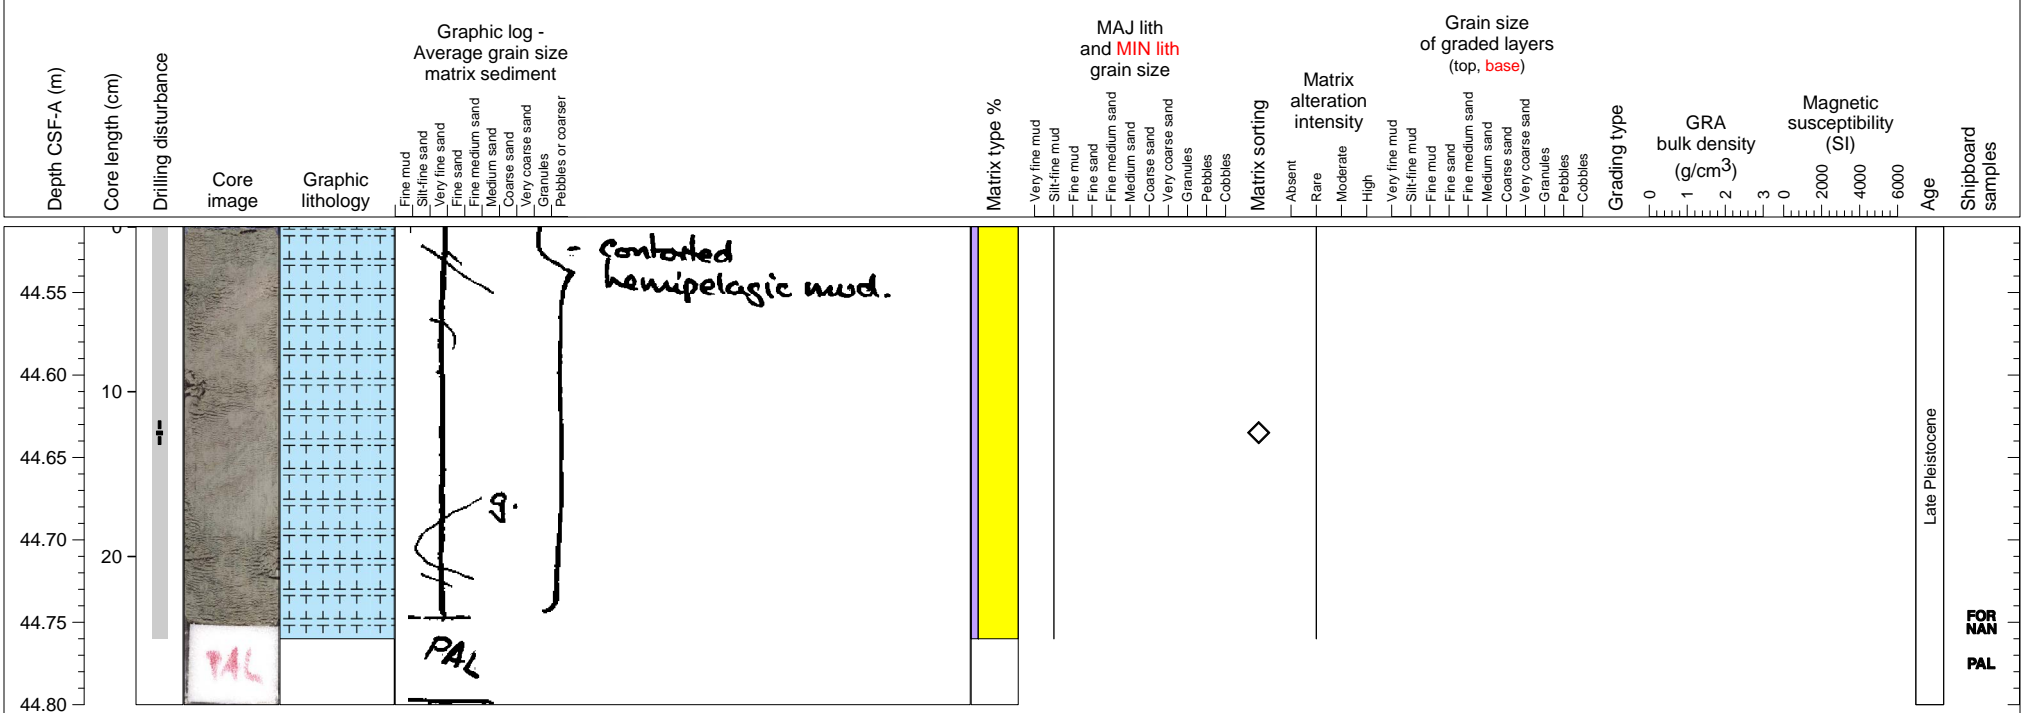 Depth CSF-A (m)
Core length (cm)
Drilling disturbance
Core
image
Graphic
lithology
Graphic log -
Average grain size
matrix sediment
Fine mud
Silt-fine sand
Very fine sand
Fine sand
Fine medium sand
Medium sand
Coarse sand
Very coarse sand
Granules
Pebbles or coarser
Matrix type %
MAJ lith
and MIN lith
grain size
Very fine mud
Silt-fine mud
Fine mud
Fine sand
Fine medium sand
Medium sand
Coarse sand
Very coarse sand
Granules
Pebbles
Cobbles
Matrix sorting
Matrix
alteration
intensity
Absent
Rare
Moderate
High
Grain size
of graded layers
(top, base)
Very fine mud
Silt-fine mud
Fine mud
Fine sand
Fine medium sand
Medium sand
Coarse sand
Very coarse sand
Granules
Pebbles
Cobbles
Grading type
GRA
bulk density
(g/cm3)
0 1 2 3
Magnetic
susceptibility
(SI)
0 2000 4000 6000
Age
Shipboard
samples
0
44.55
44.60
10
44.65
44.70
20
44.75
44.80
- Contorted
hemipelagic mud.
g.
PAL
PAL
Late Pleistocene
FOR
NAN
PAL